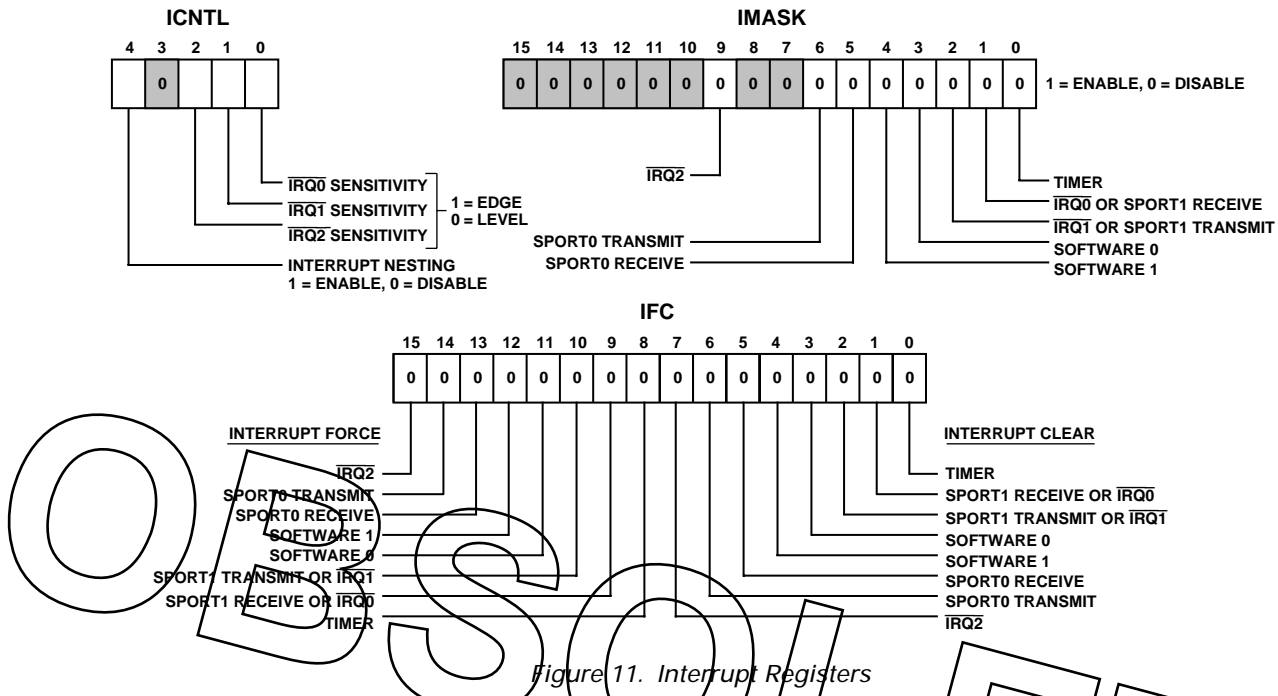 ICNTL
4 3 2 1 0
0
IRQ0 SENSITIVITY
IRQ1 SENSITIVITY
IRQ2 SENSITIVITY
1 = EDGE
0 = LEVEL
INTERRUPT NESTING
1 = ENABLE, 0 = DISABLE
IMASK
15 14 13 12 11 10 9 8 7 6 5 4 3 2 1 0
0 0 0 0 0 0 0 0 0 0 0 0 0 0 0 0
1 = ENABLE, 0 = DISABLE
IRQ2
SPORT0 TRANSMIT
SPORT0 RECEIVE
TIMER
IRQ0 OR SPORT1 RECEIVE
IRQ1 OR SPORT1 TRANSMIT
SOFTWARE 0
SOFTWARE 1
IFC
15 14 13 12 11 10 9 8 7 6 5 4 3 2 1 0
0 0 0 0 0 0 0 0 0 0 0 0 0 0 0 0
INTERRUPT FORCE
IRQ2
SPORT0 TRANSMIT
SPORT0 RECEIVE
SOFTWARE 1
SOFTWARE 0
SPORT1 TRANSMIT OR IRQ1
SPORT1 RECEIVE OR IRQ0
TIMER
INTERRUPT CLEAR
TIMER
SPORT1 RECEIVE OR IRQ0
SPORT1 TRANSMIT OR IRQ1
SOFTWARE 0
SOFTWARE 1
SPORT0 RECEIVE
SPORT0 TRANSMIT
IRQ2
Figure 11. Interrupt Registers
OBSOLET